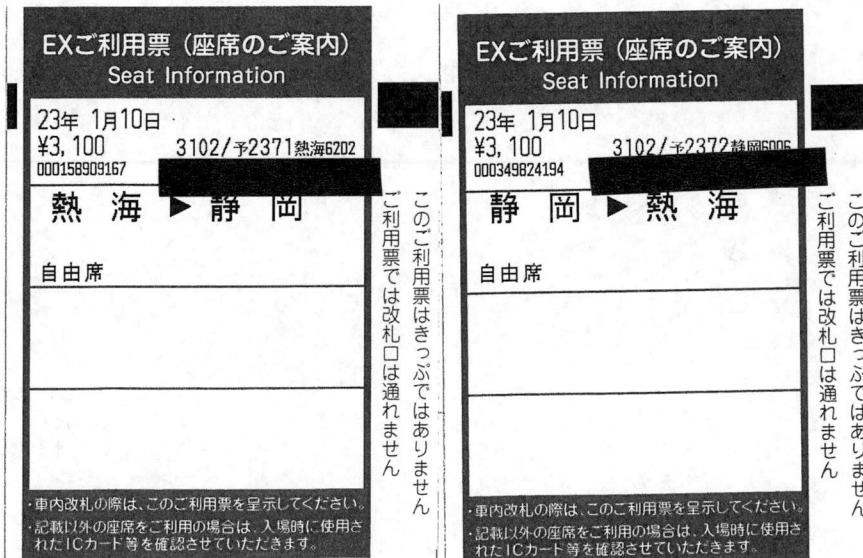 EXご利用票（座席のご案内）
Seat Information
23年 1月10日
¥3,100 3102/予2371熱海6202
000158909167
熱 海 ▶ 静 岡
自由席
・車内改札の際は、このご利用票を呈示してください。
・記載以外の座席をご利用の場合は、入場時に使用さ
れたICカード等を確認させていただきます。
このご利用票はきっぷではありません
ご利用票では改札口は通れません
EXご利用票（座席のご案内）
Seat Information
23年 1月10日
¥3,100 3102/予2372静岡6006
000349824194
静 岡 ▶ 熱 海
自由席
・車内改札の際は、このご利用票を呈示してください。
・記載以外の座席をご利用の場合は、入場時に使用さ
れたICカード等を確認させていただきます。
このご利用票はきっぷではありません
ご利用票では改札口は通れません